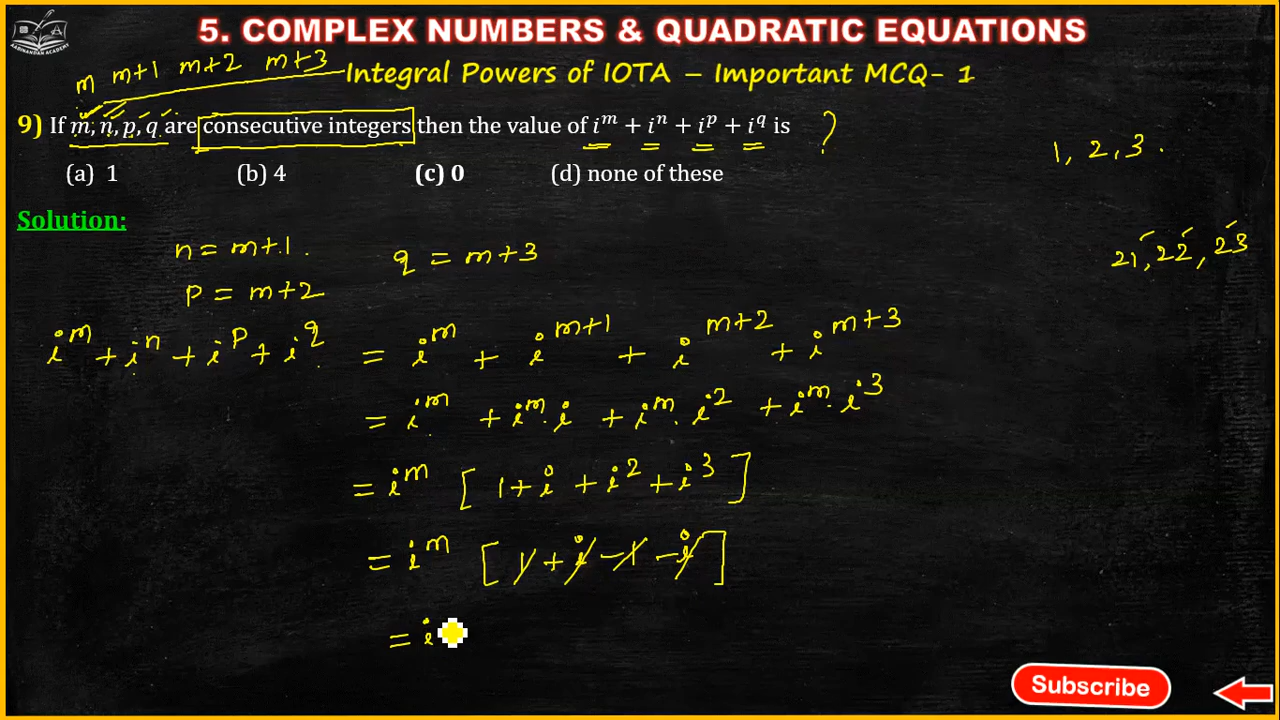 5. COMPLEX NUMBERS & QUADRATIC EQUATIONS
AADINANDAN ACADEMY
m m+1 m+2 m+3
Integral Powers of IOTA – Important MCQ- 1
9) If m, n, p, q are consecutive integers then the value of i^m + i^n + i^p + i^q is ?
1, 2, 3.
(a) 1 (b) 4 (c) 0 (d) none of these
Solution:
n = m+1. q = m+3
21, 22, 23
p = m+2
i^m + i^n + i^p + i^q = i^m + i^{m+1} + i^{m+2} + i^{m+3}
= i^m + i^m. i + i^m. i^2 + i^m. i^3
= i^m [ 1+i + i^2 + i^3 ]
= i^m [ 1 + i - 1 - i ]
= i
Subscribe